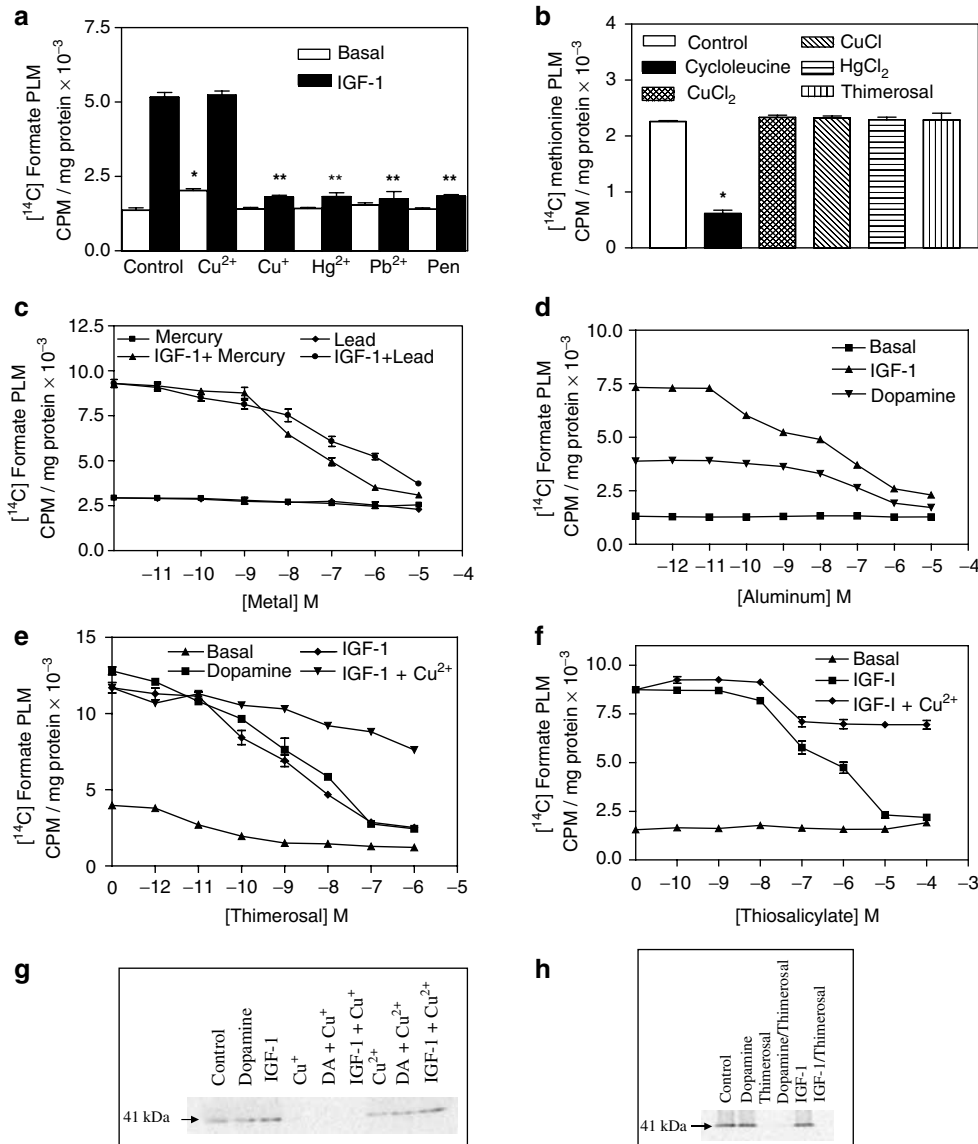 a
[¹⁴C] Formate PLM
CPM / mg protein × 10⁻³
7.5
5.0
2.5
0.0
Basal
IGF-1
*
**
**
**
**
Control Cu²⁺ Cu⁺ Hg²⁺ Pb²⁺ Pen
b
[¹⁴C] methionine PLM
CPM / mg protein × 10⁻³
4
3
2
1
0
Control
Cycloleucine
CuCl₂
CuCl
HgCl₂
Thimerosal
*
c
[¹⁴C] Formate PLM
CPM / mg protein × 10⁻³
12.5
10.0
7.5
5.0
2.5
0.0
Mercury
IGF-1+ Mercury
Lead
IGF-1+Lead
−11 −10 −9 −8 −7 −6 −5 −4
[Metal] M
d
[¹⁴C] Formate PLM
CPM / mg protein × 10⁻³
10.0
7.5
5.0
2.5
0.0
Basal
IGF-1
Dopamine
−12 −11 −10 −9 −8 −7 −6 −5 −4
[Aluminum] M
e
[¹⁴C] Formate PLM
CPM / mg protein × 10⁻³
15
10
5
0
Basal
Dopamine
IGF-1
IGF-1 + Cu²⁺
0 −12 −11 −10 −9 −8 −7 −6 −5
[Thimerosal] M
f
[¹⁴C] Formate PLM
CPM / mg protein × 10⁻³
10.0
7.5
5.0
2.5
0.0
Basal
IGF-I
IGF-I + Cu²⁺
0 −10 −9 −8 −7 −6 −5 −4 −3
[Thiosalicylate] M
g
Control
Dopamine
IGF-1
Cu⁺
DA + Cu⁺
IGF-1 + Cu⁺
Cu²⁺
DA + Cu²⁺
IGF-1 + Cu²⁺
41 kDa
h
Control
Dopamine
Thimerosal
Dopamine/Thimerosal
IGF-1
IGF-1/Thimerosal
41 kDa